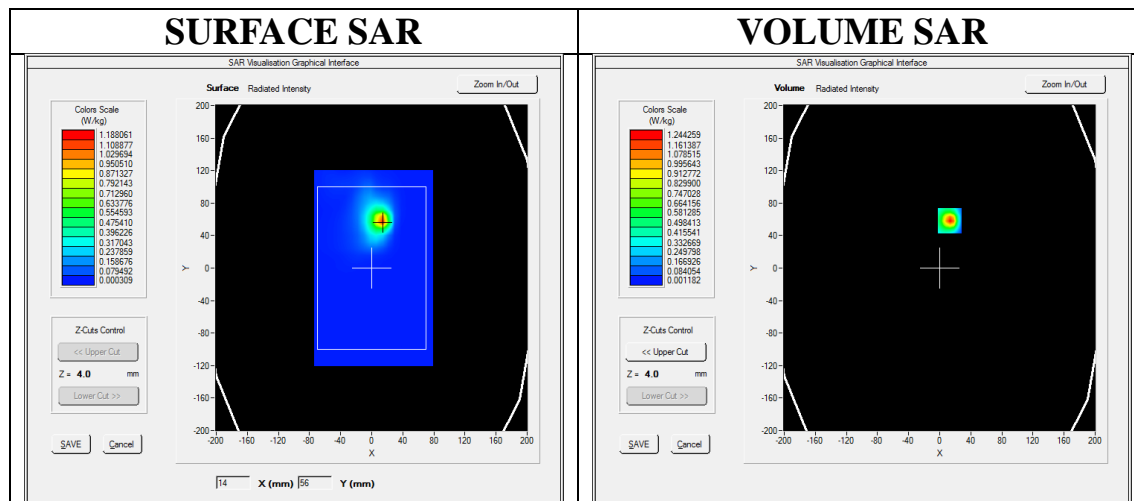 SURFACE SAR
SAR Visualisation Graphical Interface
Surface Radiated Intensity
Zoom In/Out
Colors Scale
(W/kg)
1.188061
1.108877
1.029694
0.950510
0.871327
0.792143
0.712960
0.633776
0.554593
0.475410
0.396226
0.317043
0.237859
0.158676
0.079492
0.000309
200
160
120
80
40
Y
0
-40
-80
-120
-160
-200
-200 -160 -120 -80 -40 0 40 80 120 160 200
X
Z-Cuts Control
<< Upper Cut
Z = 4.0 mm
Lower Cut >>
SAVE Cancel
14 X (mm) 56 Y (mm)
VOLUME SAR
SAR Visualisation Graphical Interface
Volume Radiated Intensity
Zoom In/Out
Colors Scale
(W/kg)
1.244259
1.161387
1.078515
0.995643
0.912772
0.829900
0.747028
0.664156
0.581285
0.498413
0.415541
0.332669
0.249798
0.166926
0.084054
0.001182
200
160
120
80
40
Y
0
-40
-80
-120
-160
-200
-200 -160 -120 -80 -40 0 40 80 120 160 200
X
Z-Cuts Control
<< Upper Cut
Z = 4.0 mm
Lower Cut >>
SAVE Cancel